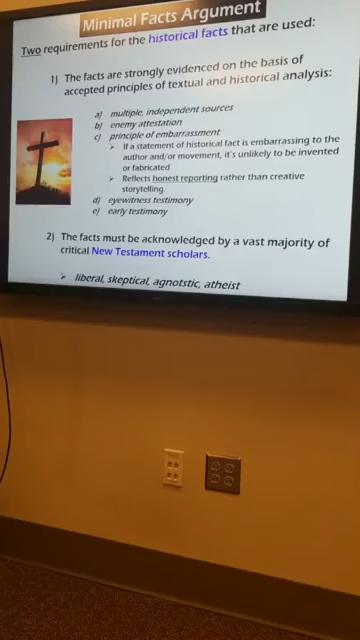 Minimal Facts Argument
Two requirements for the historical facts that are used:
1) The facts are strongly evidenced on the basis of
accepted principles of textual and historical analysis:
a) multiple, independent sources
b) enemy attestation
c) principle of embarrassment
➢ If a statement of historical fact is embarrassing to the
author and/or movement, it's unlikely to be invented
or fabricated
➢ Reflects honest reporting rather than creative
storytelling.
d) eyewitness testimony
e) early testimony
2) The facts must be acknowledged by a vast majority of
critical New Testament scholars.
➢ liberal, skeptical, agnotstic, atheist